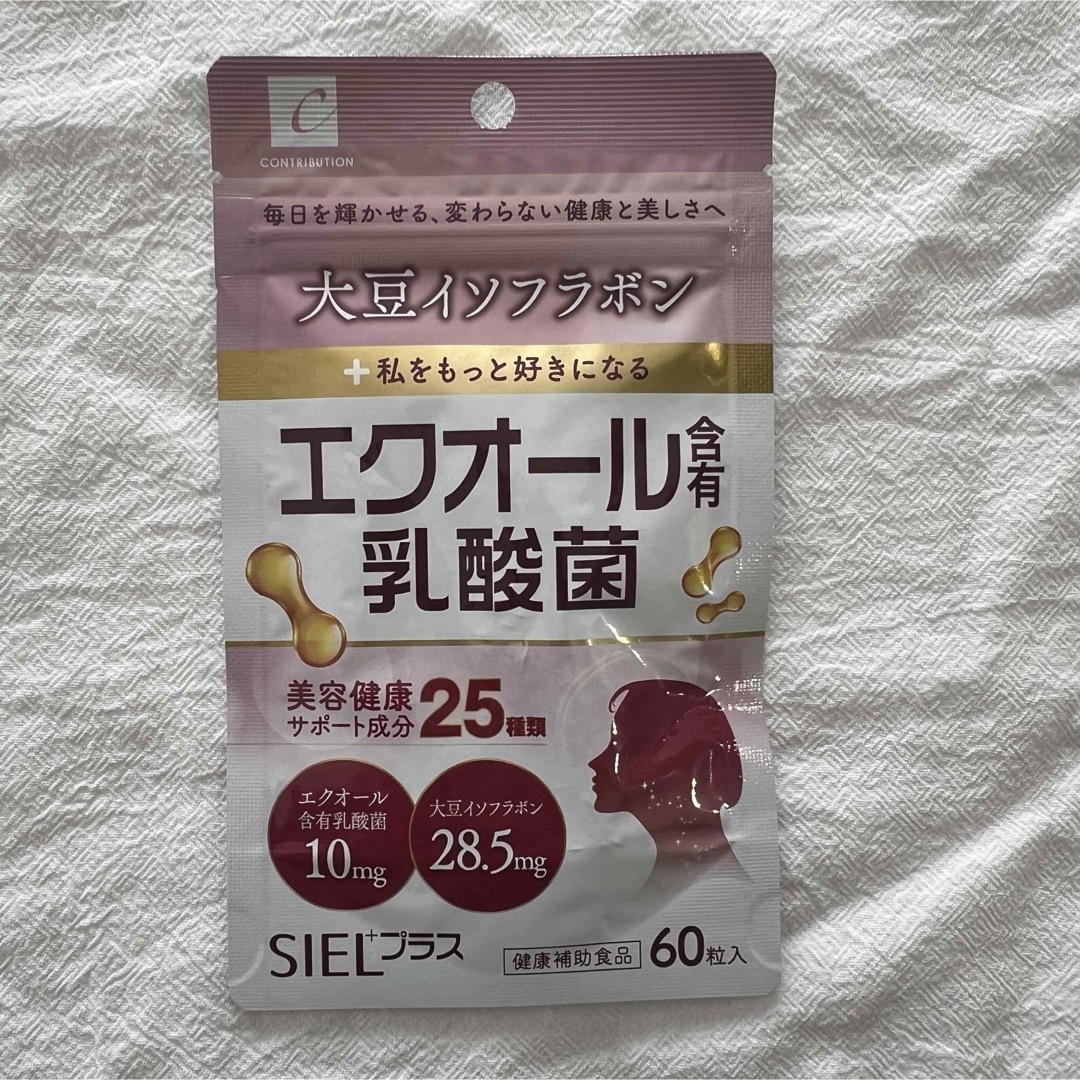 C
CONTRIBUTION
毎日を輝かせる、変わらない健康と美しさへ
大豆イソフラボン
+私をもっと好きになる
エクオール含有
乳酸菌
美容健康
サポート成分
25種類
エクオール
含有乳酸菌
10mg
大豆イソフラボン
28.5mg
SIEL+プラス
健康補助食品
60粒入